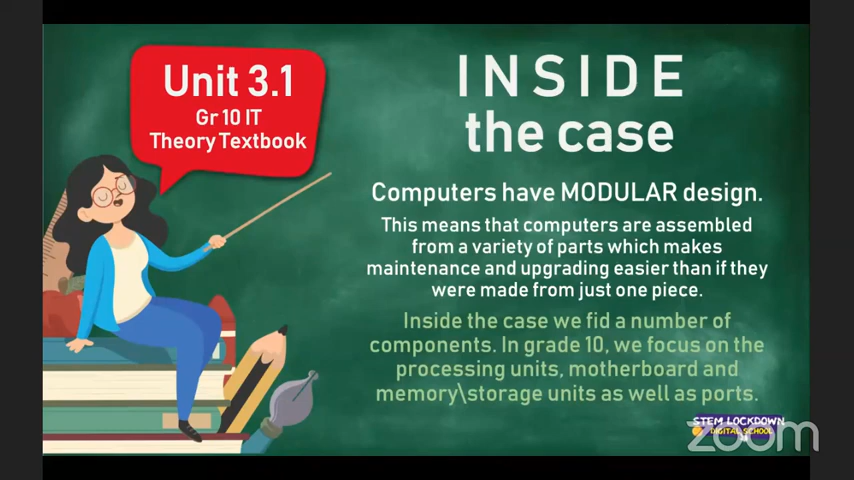 Unit 3.1
Gr 10 IT
Theory Textbook
INSIDE
the case
Computers have MODULAR design.
This means that computers are assembled
from a variety of parts which makes
maintenance and upgrading easier than if they
were made from just one piece.
Inside the case we fid a number of
components. In grade 10, we focus on the
processing units, motherboard and
memory\storage units as well as ports.
STEM LOCKDOWN
DIGITAL SCHOOL
zoom